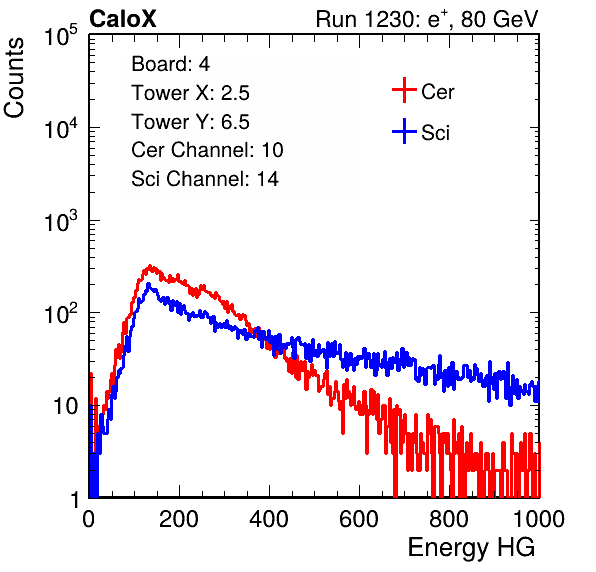 CaloX Run 1230: e⁺, 80 GeV
Counts
Board: 4
Tower X: 2.5
Tower Y: 6.5
Cer Channel: 10
Sci Channel: 14
Cer
Sci
10⁵
10⁴
10³
10²
10
1
0 200 400 600 800 1000
Energy HG